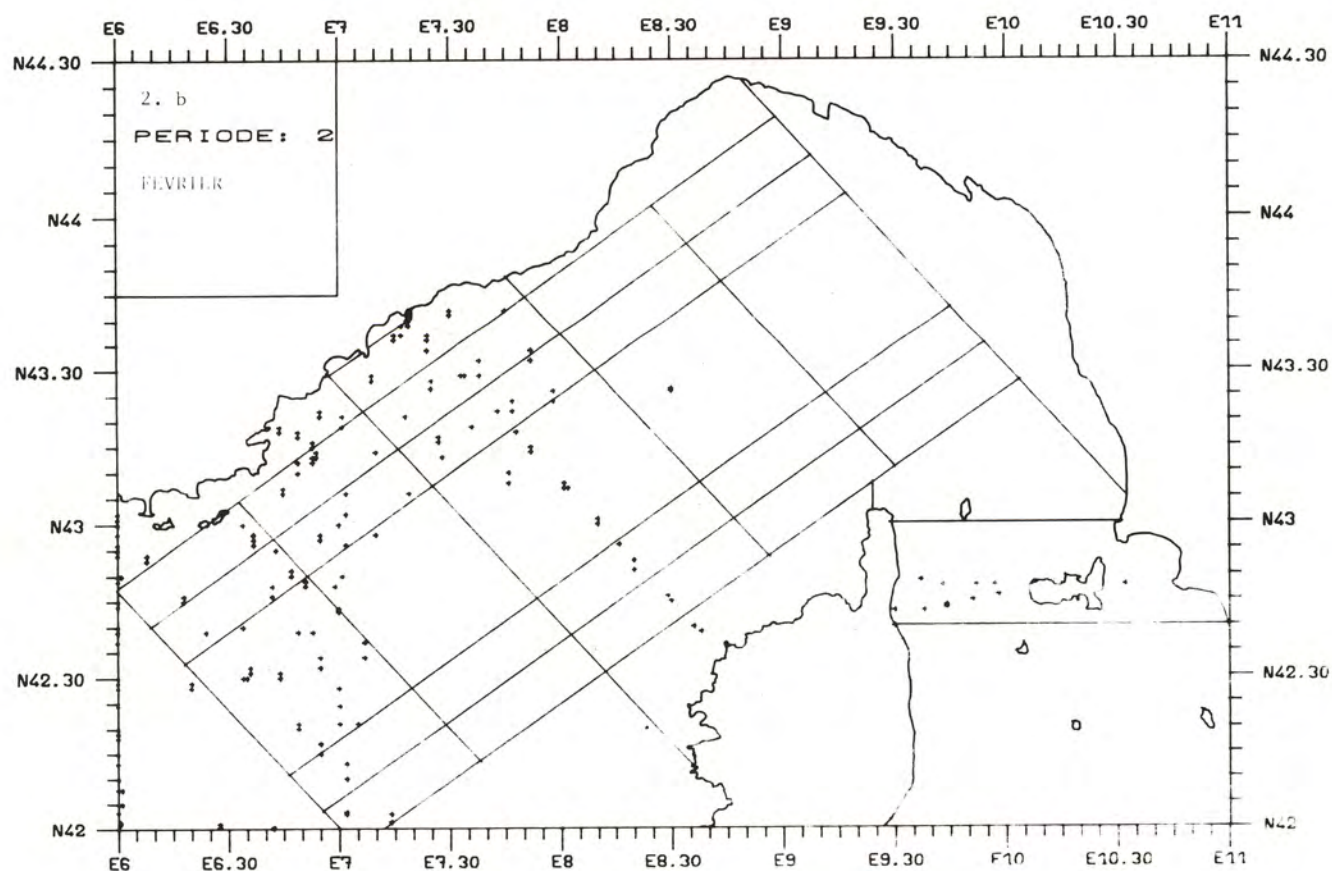 E6 E6.30 E7 E7.30 E8 E8.30 E9 E9.30 E10 E10.30 E11
N44.30 N44.30
2. b
PERIODE: 2
FEVRIER
N44 N44
N43.30 N43.30
N43 N43
N42.30 N42.30
N42 N42
E6 E6.30 E7 E7.30 E8 E8.30 E9 E9.30 F10 E10.30 E11